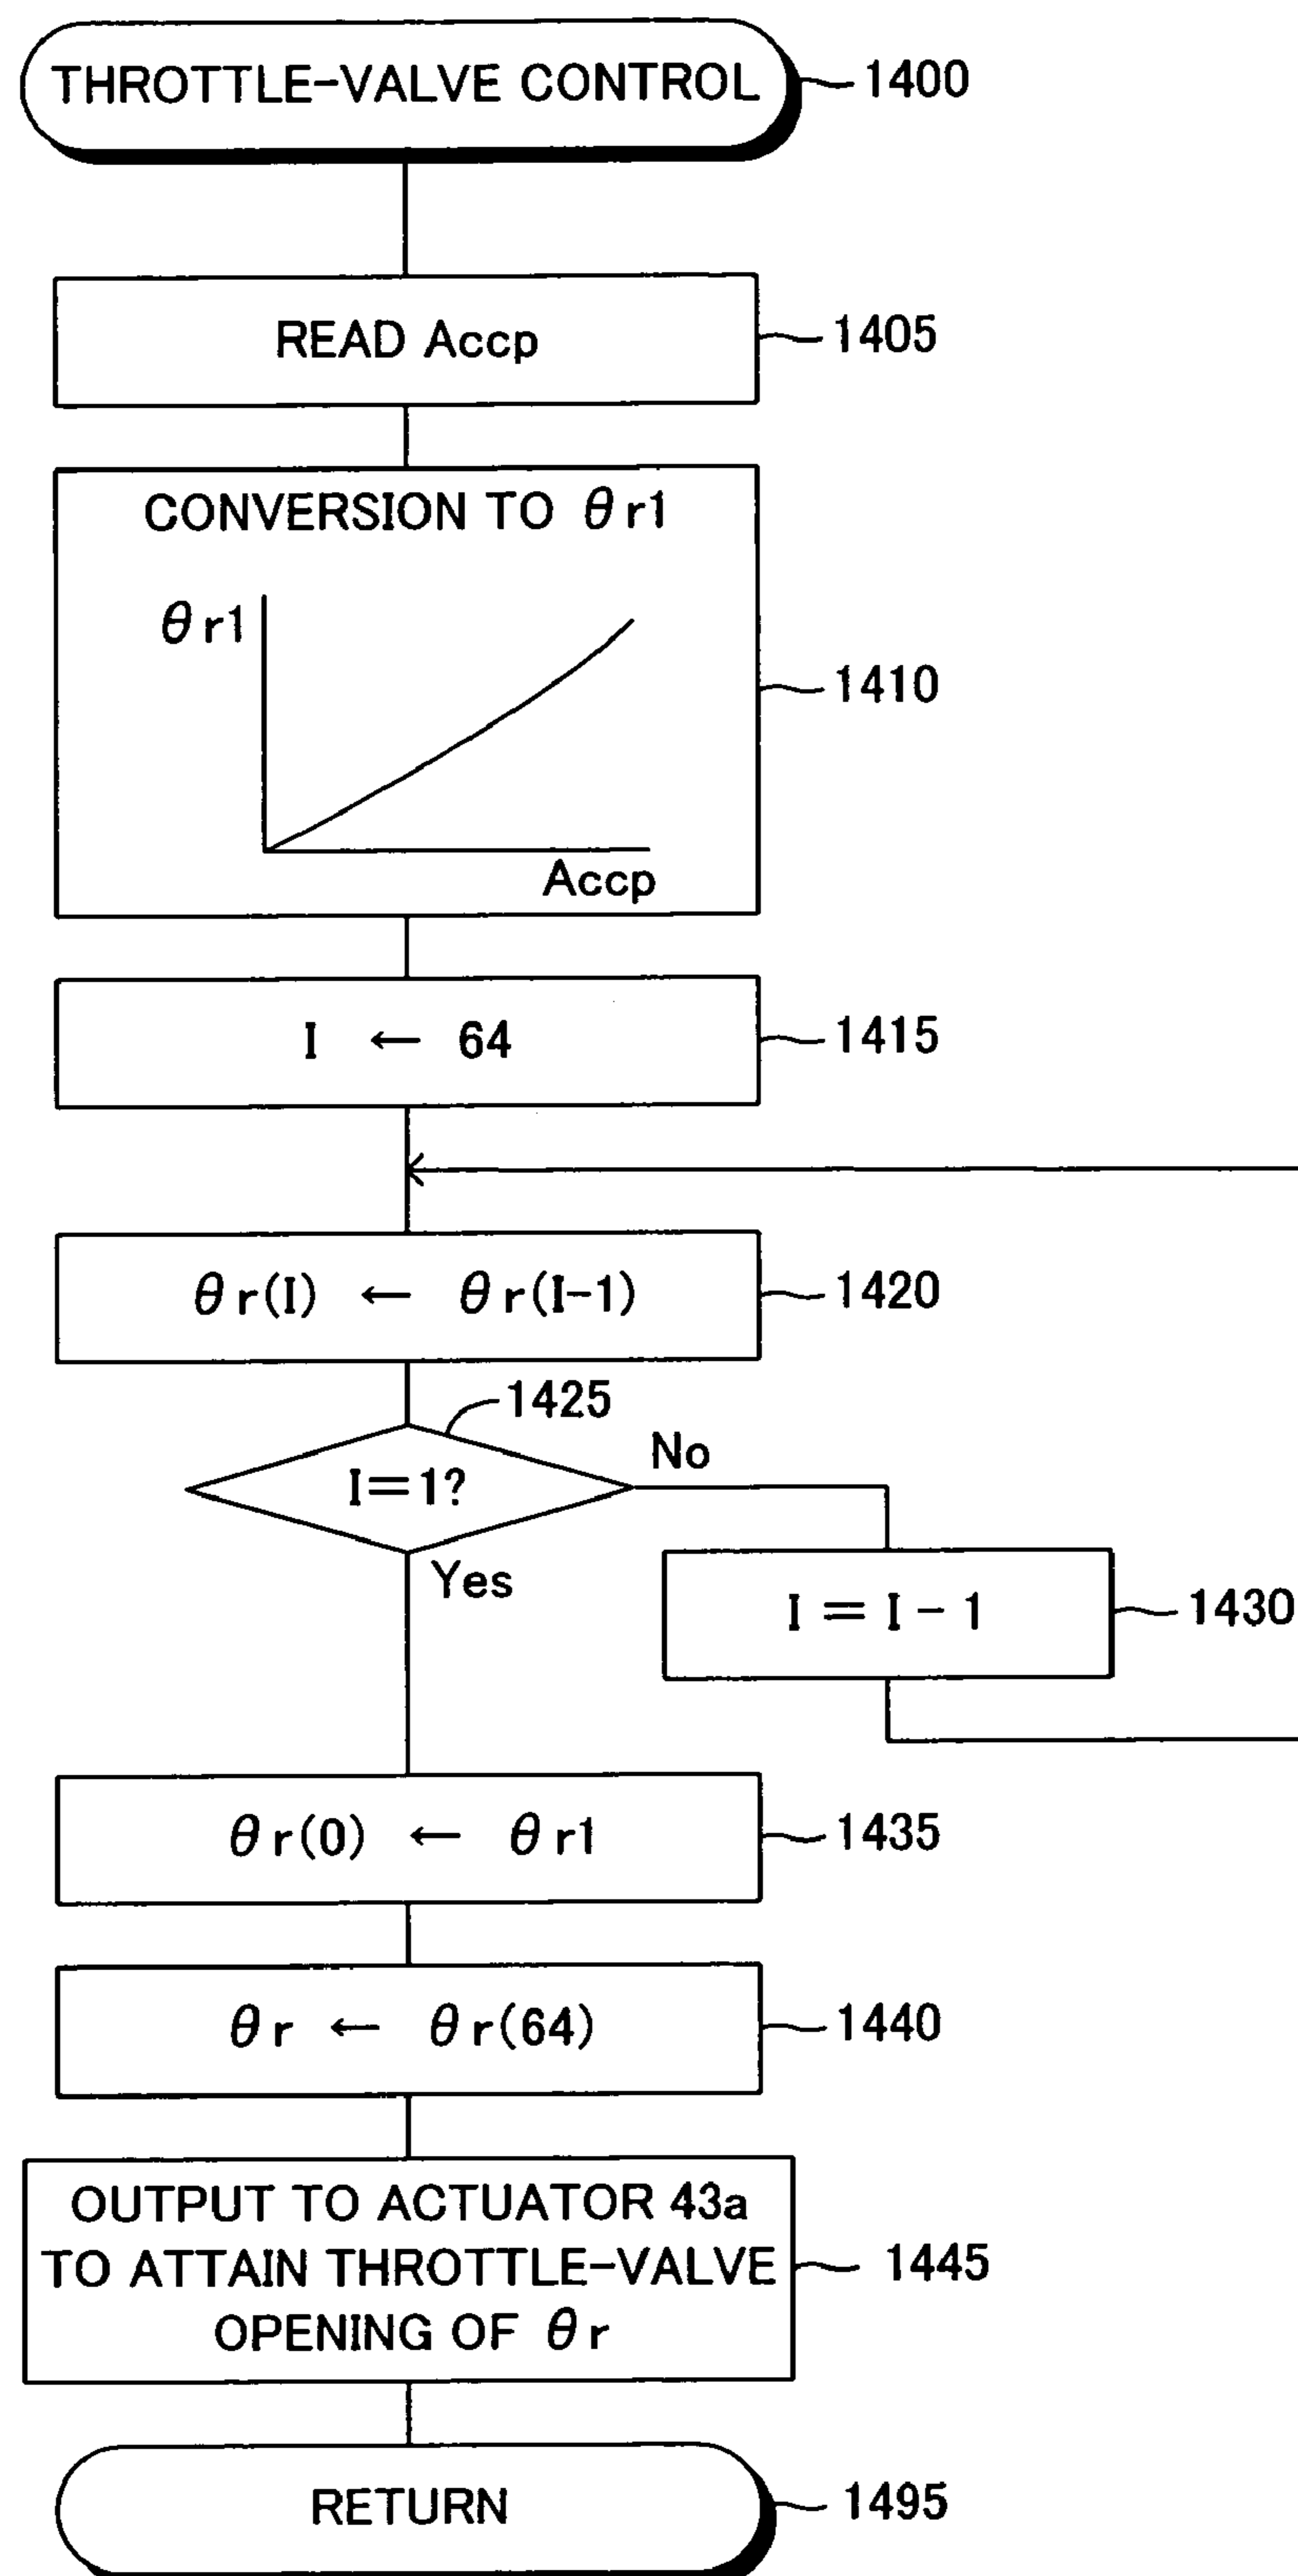 THROTTLE-VALVE CONTROL 1400
READ Accp 1405
CONVERSION TO θr1
θr1
1410
Accp
I ← 64 1415
θr(I) ← θr(I-1) 1420
1425
No
I=1?
Yes
I = I - 1 1430
θr(0) ← θr1 1435
θr ← θr(64) 1440
OUTPUT TO ACTUATOR 43a
TO ATTAIN THROTTLE-VALVE 1445
OPENING OF θr
RETURN 1495